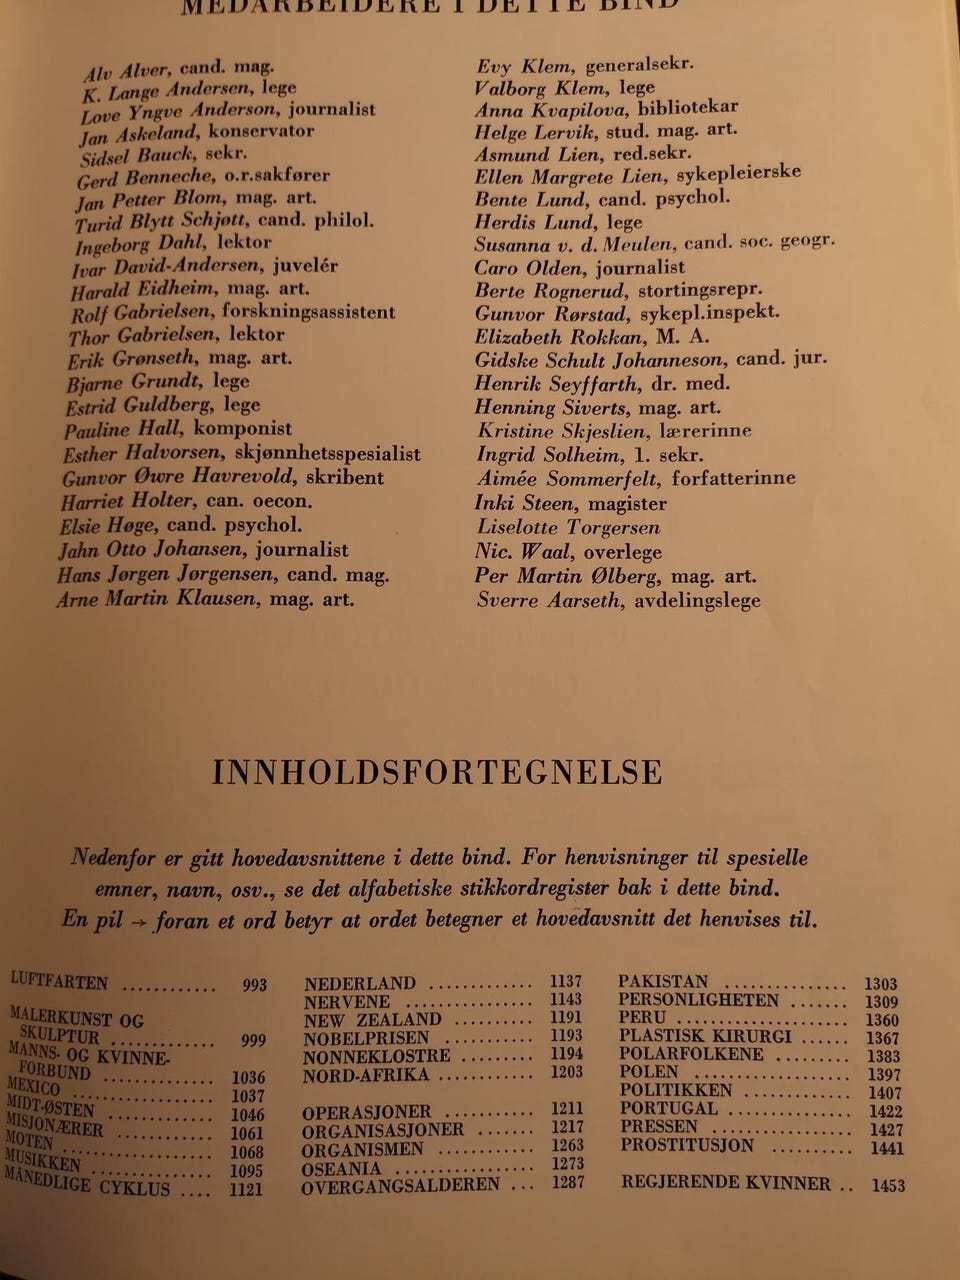 MEDARBEIDERE I DETTE BIND
Alv Alver, cand. mag.
K. Lange Andersen, lege
Love Yngve Anderson, journalist
Jan Askeland, konservator
Sidsel Bauck, sekr.
Gerd Benneche, o.r.sakfører
Jan Petter Blom, mag. art.
Turid Blytt Schjøtt, cand. philol.
Ingeborg Dahl, lektor
Ivar David-Andersen, juvelér
Harald Eidheim, mag. art.
Rolf Gabrielsen, forskningsassistent
Thor Gabrielsen, lektor
Erik Grønseth, mag. art.
Bjarne Grundt, lege
Estrid Guldberg, lege
Pauline Hall, komponist
Esther Halvorsen, skjønnhetsspesialist
Gunvor Øwre Havrevold, skribent
Harriet Holter, can. oecon.
Elsie Høge, cand. psychol.
Jahn Otto Johansen, journalist
Hans Jørgen Jørgensen, cand. mag.
Arne Martin Klausen, mag. art.
Evy Klem, generalsekr.
Valborg Klem, lege
Anna Kvapilova, bibliotekar
Helge Lervik, stud. mag. art.
Asmund Lien, red.sekr.
Ellen Margrete Lien, sykepleierske
Bente Lund, cand. psychol.
Herdis Lund, lege
Susanna v. d. Meulen, cand. soc. geogr.
Caro Olden, journalist
Berte Rognerud, stortingsrepr.
Gunvor Rørstad, sykepl.inspekt.
Elizabeth Rokkan, M. A.
Gidske Schult Johanneson, cand. jur.
Henrik Seyffarth, dr. med.
Henning Siverts, mag. art.
Kristine Skjeslien, lærerinne
Ingrid Solheim, 1. sekr.
Aimée Sommerfelt, forfatterinne
Inki Steen, magister
Liselotte Torgersen
Nic. Waal, overlege
Per Martin Ølberg, mag. art.
Sverre Aarseth, avdelingslege
INNHOLDSFORTEGNELSE
Nedenfor er gitt hovedavsnittene i dette bind. For henvisninger til spesielle
emner, navn, osv., se det alfabetiske stikkordregister bak i dette bind.
En pil → foran et ord betyr at ordet betegner et hovedavsnitt det henvises til.
LUFTFARTEN ............ 993
MALERKUNST OG
SKULPTUR ............ 999
MANNS- OG KVINNE-
FORBUND ............ 1036
MEXICO ............ 1037
MIDT-ØSTEN ............ 1046
MISJONÆRER ............ 1061
MOTEN ............ 1068
MUSIKKEN ............ 1095
MÅNEDLIGE CYKLUS .... 1121
NEDERLAND ............ 1137
NERVENE ............ 1143
NEW ZEALAND .......... 1191
NOBELPRISEN .......... 1193
NONNEKLOSTRE ......... 1194
NORD-AFRIKA ............ 1203
OPERASJONER .......... 1211
ORGANISASJONER ....... 1217
ORGANISMEN ............ 1263
OSEANIA ............ 1273
OVERGANGSALDEREN ... 1287
PAKISTAN ............ 1303
PERSONLIGHETEN ....... 1309
PERU ............ 1360
PLASTISK KIRURGI ...... 1367
POLARFOLKENE ......... 1383
POLEN ............ 1397
POLITIKKEN ............ 1407
PORTUGAL ............ 1422
PRESSEN ............ 1427
PROSTITUSJON .......... 1441
REGJERENDE KVINNER .. 1453